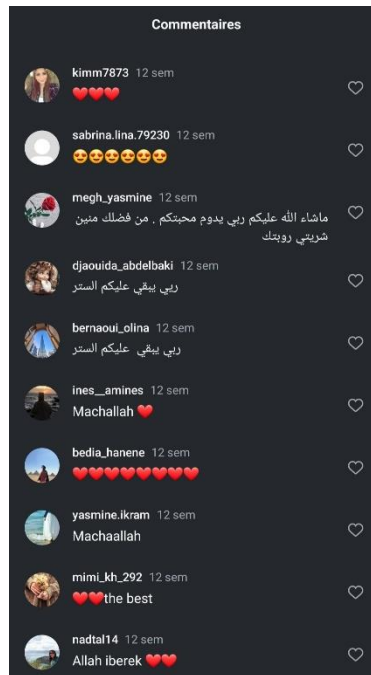 Commentaires
kimm7873 12 sem
❤️❤️❤️
sabrina.lina.79230 12 sem
😍😍😍😍😍😍
megh_yasmine 12 sem
ماشاء الله عليكم ربي يدوم محبتكم . من فضلك منين
شريتي روبتك
djaouida_abdelbaki 12 sem
ربي يبقي عليكم الستر
bernaoui_olina 12 sem
ربي يبقي عليكم الستر
ines__amines 12 sem
Machallah ❤️
bedia_hanene 12 sem
❤️❤️❤️❤️❤️❤️❤️❤️
yasmine.ikram 12 sem
Machaallah
mimi_kh_292 12 sem
❤️❤️the best
nadtal14 12 sem
Allah iberek ❤️❤️